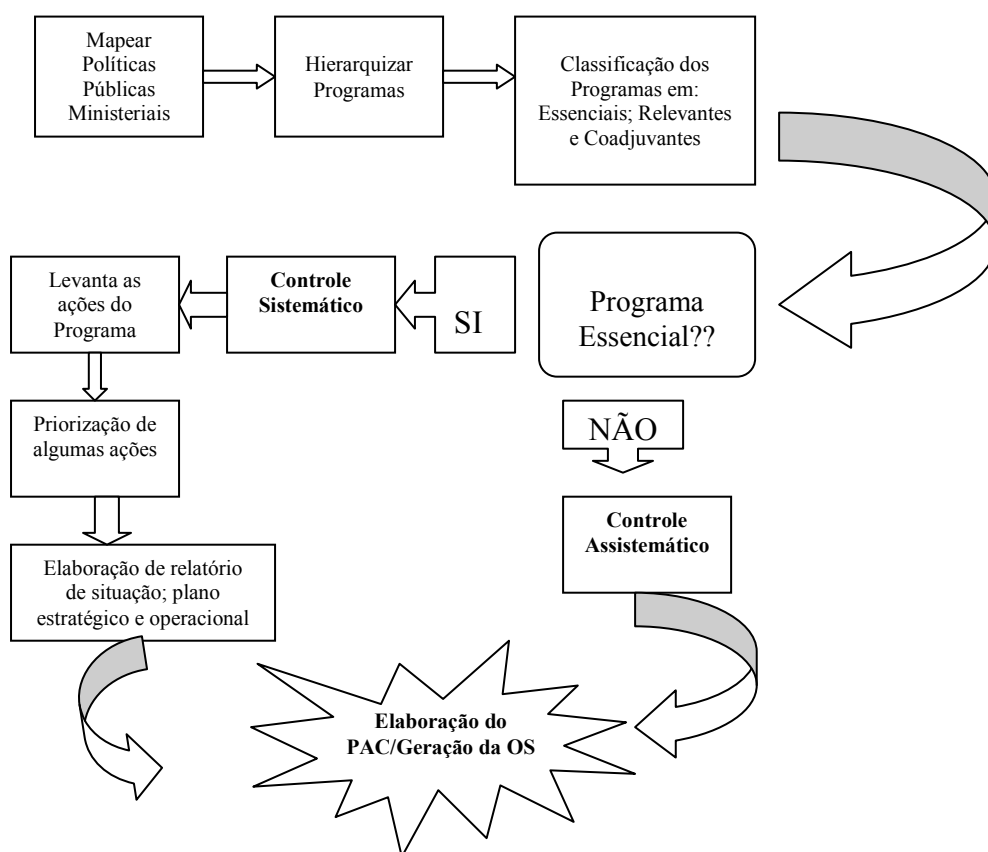 Mapear
Políticas
Públicas
Ministeriais
Hierarquizar
Programas
Classificação dos
Programas em:
Essenciais; Relevantes
e Coadjuvantes
Programa
Essencial??
SI
Controle
Sistemático
Levanta as
ações do
Programa
Priorização de
algumas ações
Elaboração de relatório
de situação; plano
estratégico e operacional
NÃO
Controle
Assistemático
Elaboração do
PAC/Geração da OS